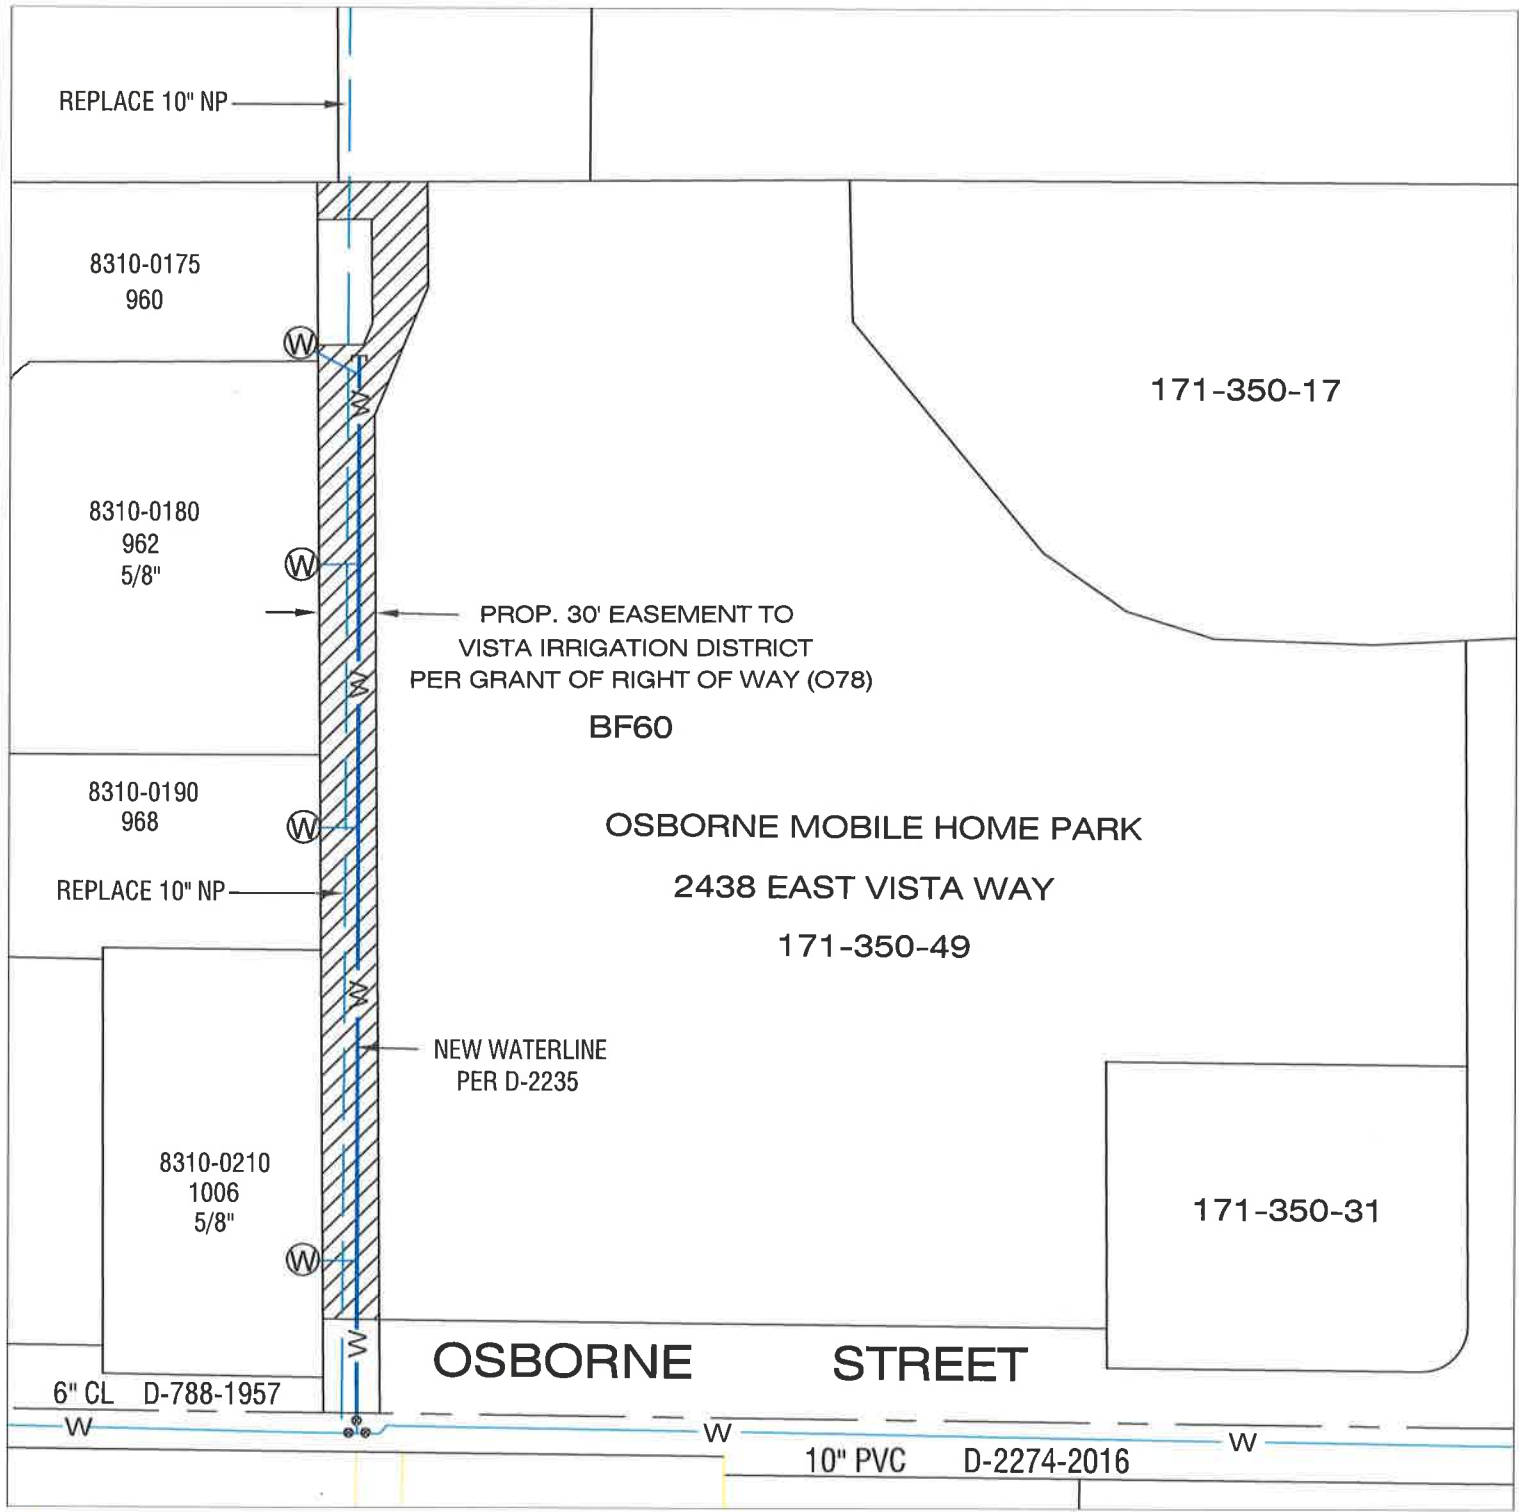 REPLACE 10" NP
8310-0175
960
W
171-350-17
W
8310-0180
962
5/8"
W
PROP. 30' EASEMENT TO
VISTA IRRIGATION DISTRICT
PER GRANT OF RIGHT OF WAY (O78)
W
BF60
8310-0190
968
W
OSBORNE MOBILE HOME PARK
2438 EAST VISTA WAY
REPLACE 10" NP
171-350-49
W
NEW WATERLINE
PER D-2235
8310-0210
1006
5/8"
171-350-31
W
W
OSBORNE STREET
6" CL D-788-1957
W
W
W
10" PVC D-2274-2016